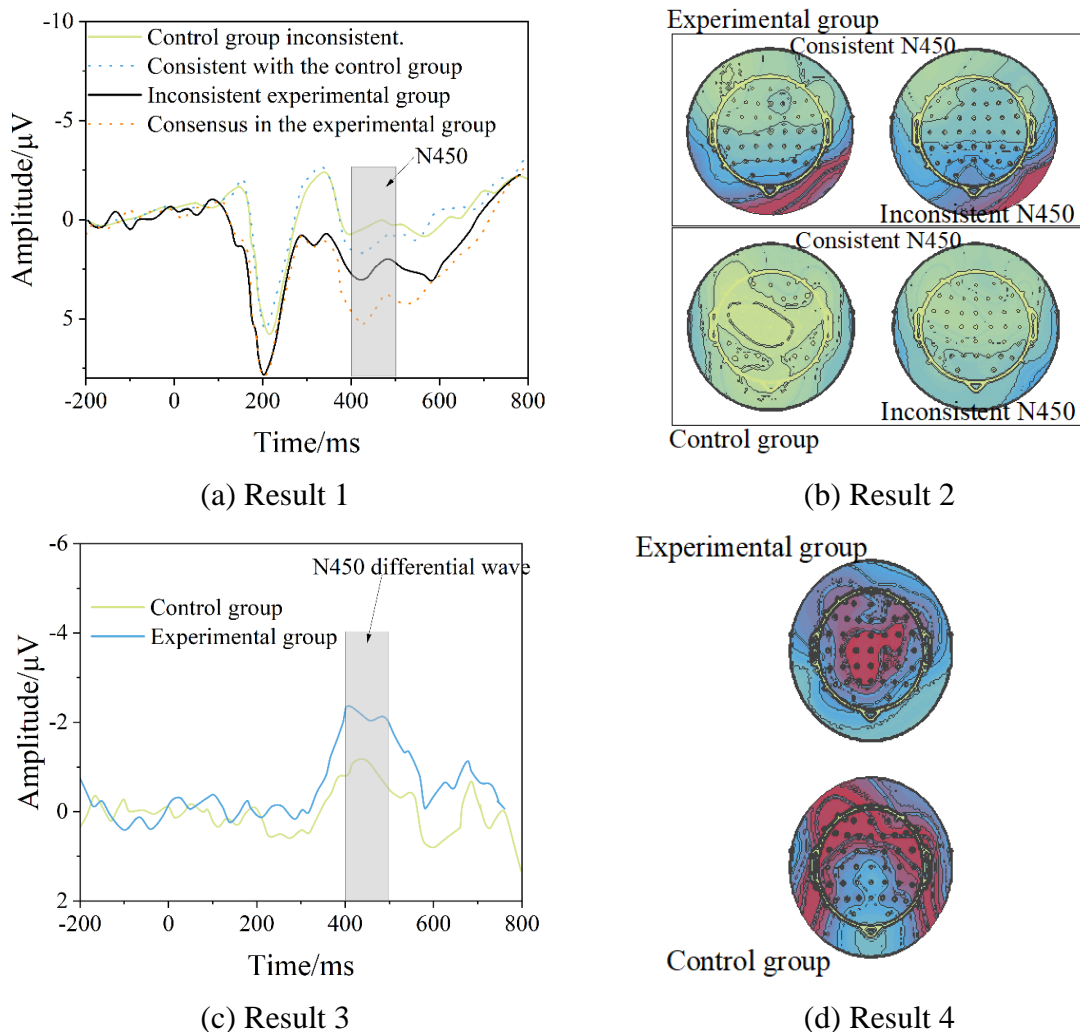 -10
-5
0
5
Amplitude/μV
-200
0
200
400
600
800
Time/ms
Control group inconsistent.
Consistent with the control group
Inconsistent experimental group
Consensus in the experimental group
N450
(a) Result 1
Experimental group
Consistent N450
Inconsistent N450
Consistent N450
Inconsistent N450
Control group
(b) Result 2
-6
-4
-2
0
2
Amplitude/μV
-200
0
200
400
600
800
Time/ms
N450 differential wave
Control group
Experimental group
(c) Result 3
Experimental group
Control group
(d) Result 4